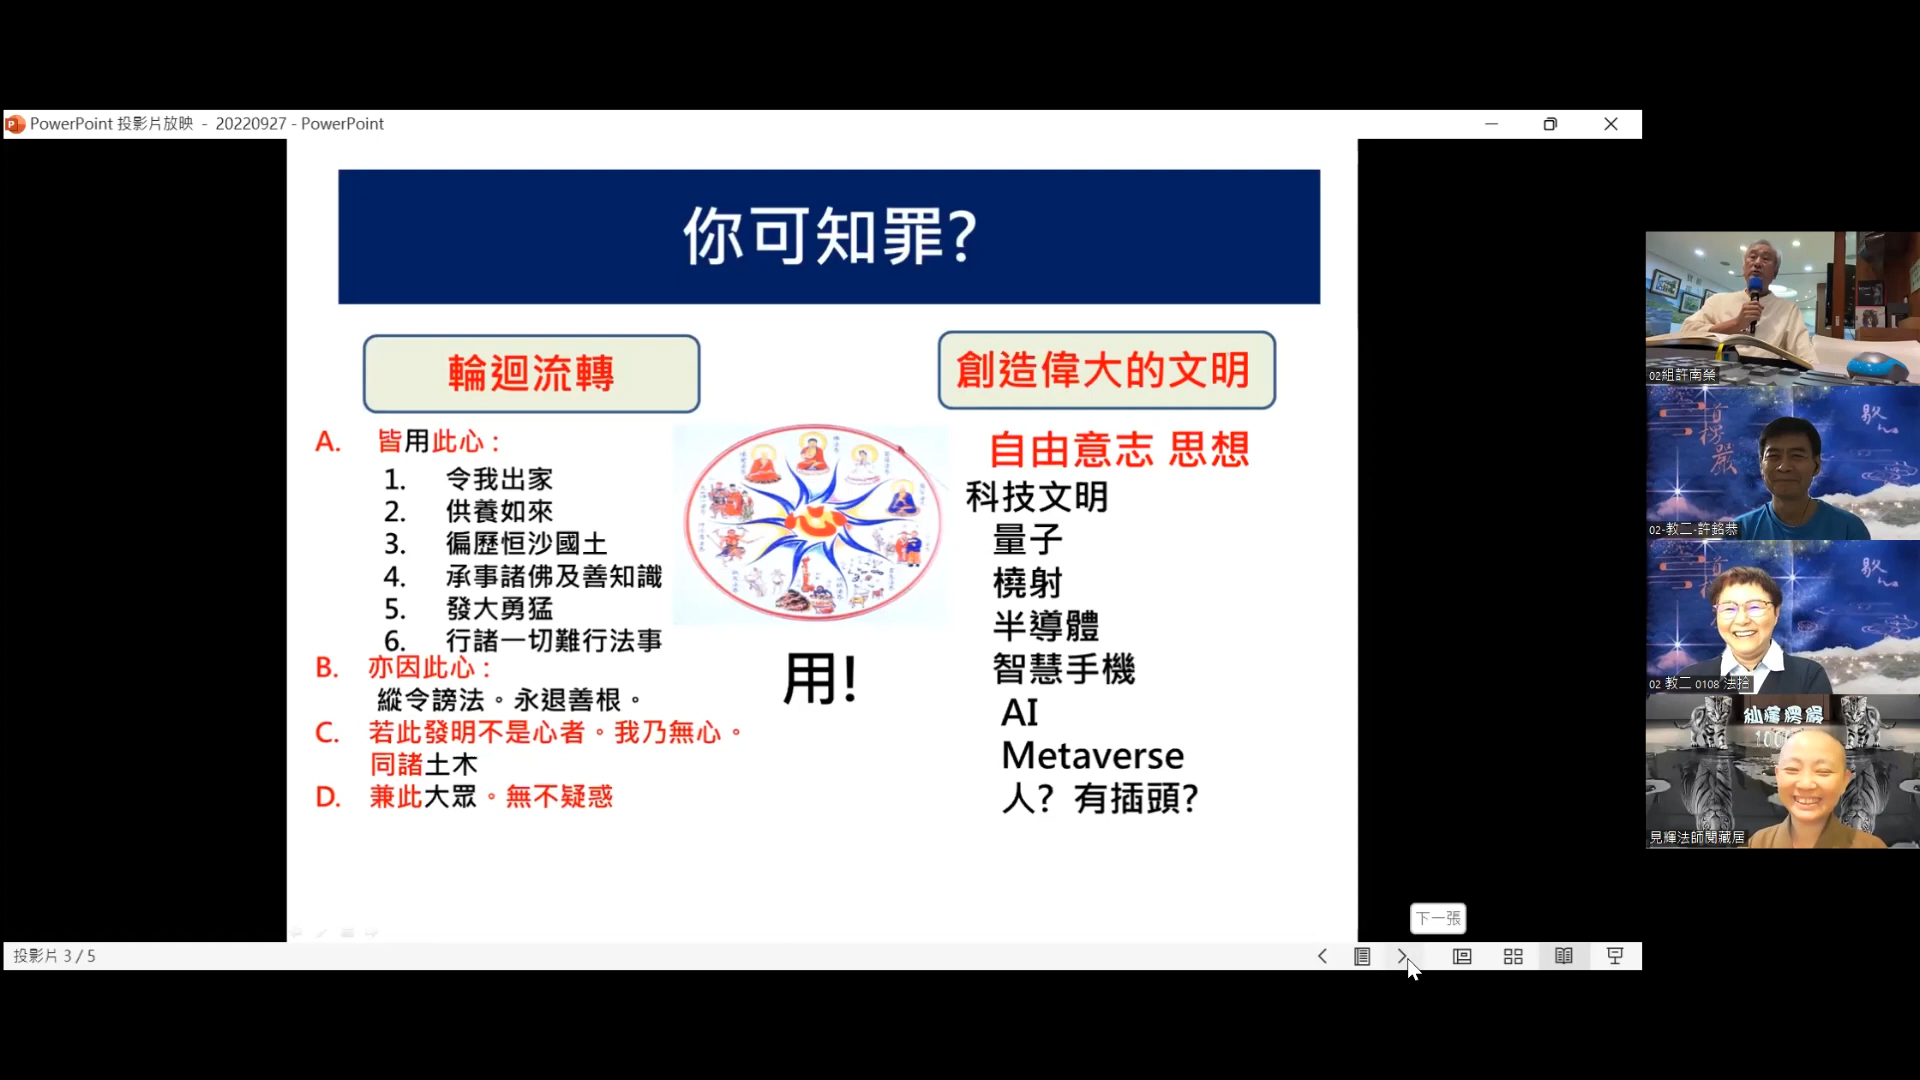 PowerPoint 投影片放映 - 20220927 - PowerPoint
你可知罪?
輪迴流轉
A. 皆用此心:
1. 令我出家
2. 供養如來
3. 徧歷恒沙國土
4. 承事諸佛及善知識
5. 發大勇猛
6. 行諸一切難行法事
B. 亦因此心:
縱令謗法。永退善根。
C. 若此發明不是心者。我乃無心。
同諸土木
D. 兼此大眾。無不疑惑
心
用!
創造偉大的文明
自由意志 思想
科技文明
量子
橈射
半導體
智慧手機
AI
Metaverse
人? 有插頭?
下一張
投影片 3 / 5
02組許南榮
02-教二-許銘恭
02 教二 0108 法拾
見輝法師閱藏居